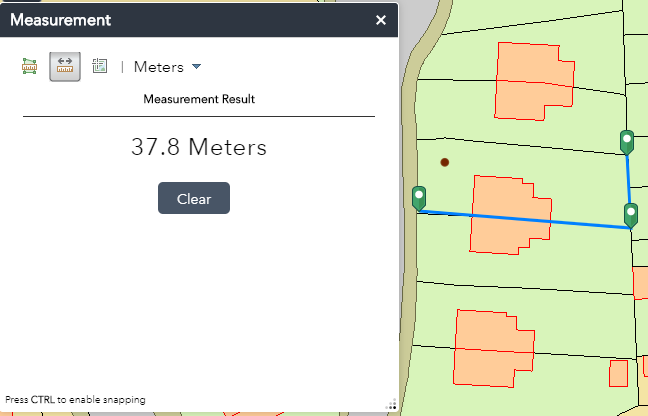 Measurement
| Meters
Measurement Result
37.8 Meters
Clear
Press CTRL to enable snapping